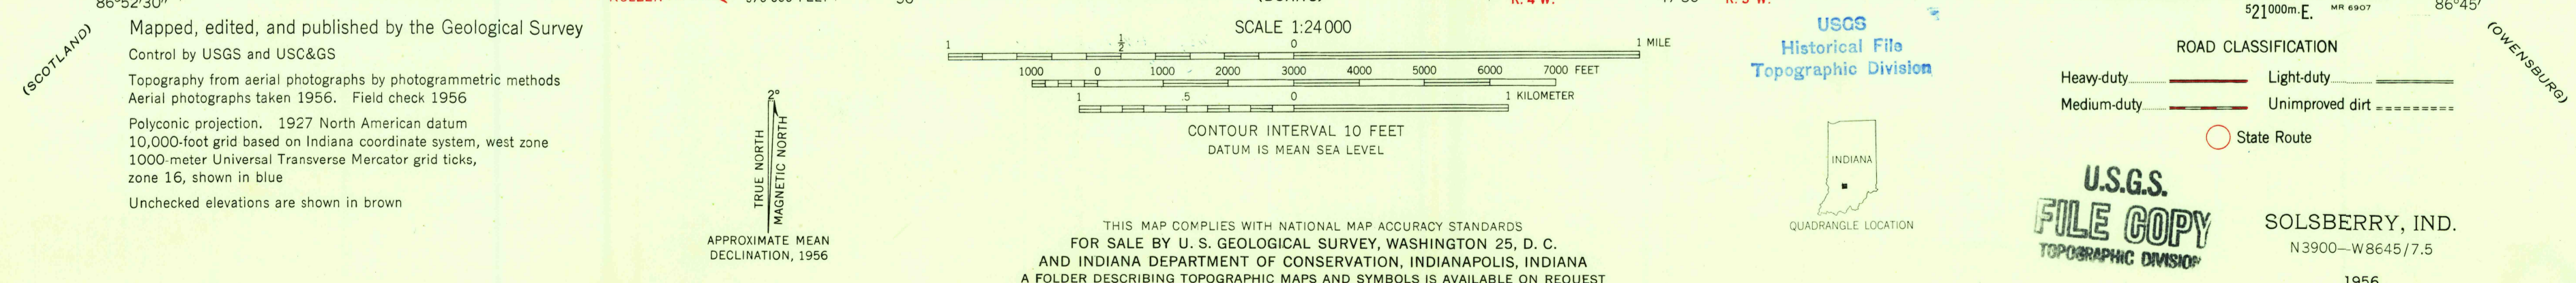 86°52'30"
(SCOTLAND)
Mapped, edited, and published by the Geological Survey
Control by USGS and USC&GS
Topography from aerial photographs by photogrammetric methods
Aerial photographs taken 1956. Field check 1956
Polyconic projection. 1927 North American datum
10,000-foot grid based on Indiana coordinate system, west zone
1000-meter Universal Transverse Mercator grid ticks,
zone 16, shown in blue
Unchecked elevations are shown in brown
2°
TRUE NORTH
MAGNETIC NORTH
APPROXIMATE MEAN
DECLINATION, 1956
SCALE 1:24000
1 ½ 0 1 MILE
1000 0 1000 2000 3000 4000 5000 6000 7000 FEET
1 .5 0 1 KILOMETER
CONTOUR INTERVAL 10 FEET
DATUM IS MEAN SEA LEVEL
THIS MAP COMPLIES WITH NATIONAL MAP ACCURACY STANDARDS
FOR SALE BY U. S. GEOLOGICAL SURVEY, WASHINGTON 25, D. C.
AND INDIANA DEPARTMENT OF CONSERVATION, INDIANAPOLIS, INDIANA
A FOLDER DESCRIBING TOPOGRAPHIC MAPS AND SYMBOLS IS AVAILABLE ON REQUEST
R. 4 W.
USGS
Historical File
Topographic Division
INDIANA
QUADRANGLE LOCATION
521000m.E.
MR 6907
86°45'
(OWENSBURG)
ROAD CLASSIFICATION
Heavy-duty Light-duty
Medium-duty Unimproved dirt
State Route
U.S.G.S.
FILE COPY
TOPOGRAPHIC DIVISION
SOLSBERRY, IND.
N3900—W8645/7.5
1956